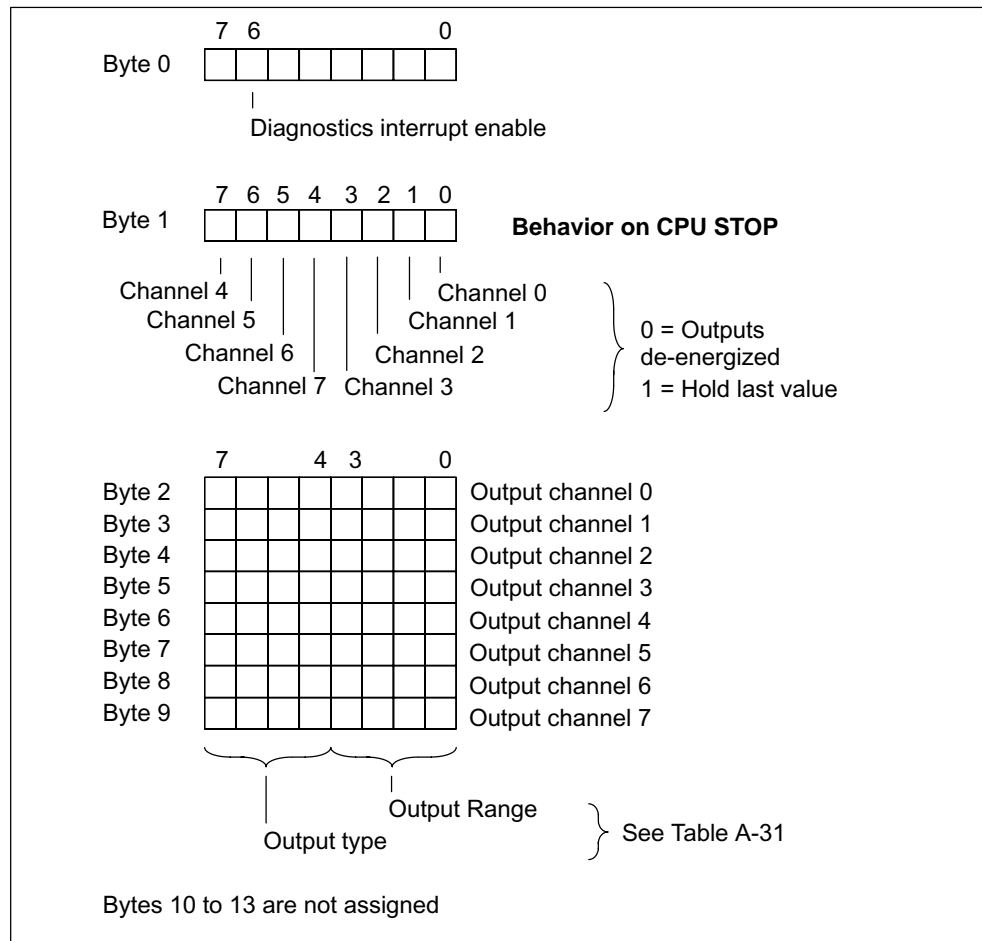 7 6 0
Byte 0
Diagnostics interrupt enable
7 6 5 4 3 2 1 0
Byte 1
Behavior on CPU STOP
Channel 4 Channel 0
Channel 5 Channel 1
Channel 6 Channel 2
Channel 7 Channel 3
0 = Outputs
de-energized
1 = Hold last value
7 4 3 0
Byte 2 Output channel 0
Byte 3 Output channel 1
Byte 4 Output channel 2
Byte 5 Output channel 3
Byte 6 Output channel 4
Byte 7 Output channel 5
Byte 8 Output channel 6
Byte 9 Output channel 7
Output Range
Output type
See Table A-31
Bytes 10 to 13 are not assigned